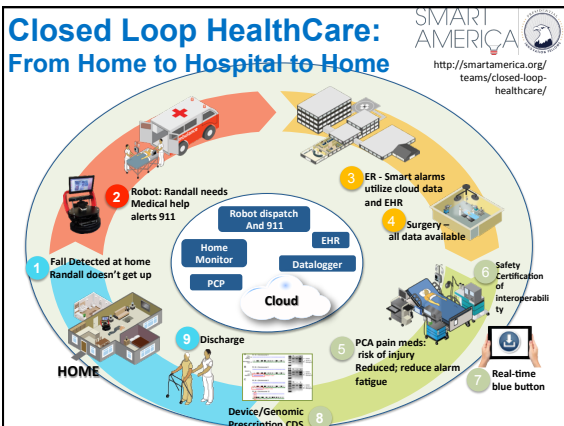 Closed Loop HealthCare:
From Home to Hospital to Home
SMART
AMERICA
http://smartamerica.org/
teams/closed-loop-
healthcare/
1
Fall Detected at home
Randall doesn't get up
2
Robot: Randall needs
Medical help
alerts 911
3
ER - Smart alarms
utilize cloud data
and EHR
4
Surgery –
all data available
Robot dispatch
And 911
Home
Monitor
EHR
Datalogger
PCP
Cloud
5
PCA pain meds:
risk of injury
Reduced; reduce alarm
fatigue
6
Safety
Certification
of
interoperabili
ty
7
Real-time
blue button
8
Device/Genomic
Prescription CDS
9
Discharge
HOME